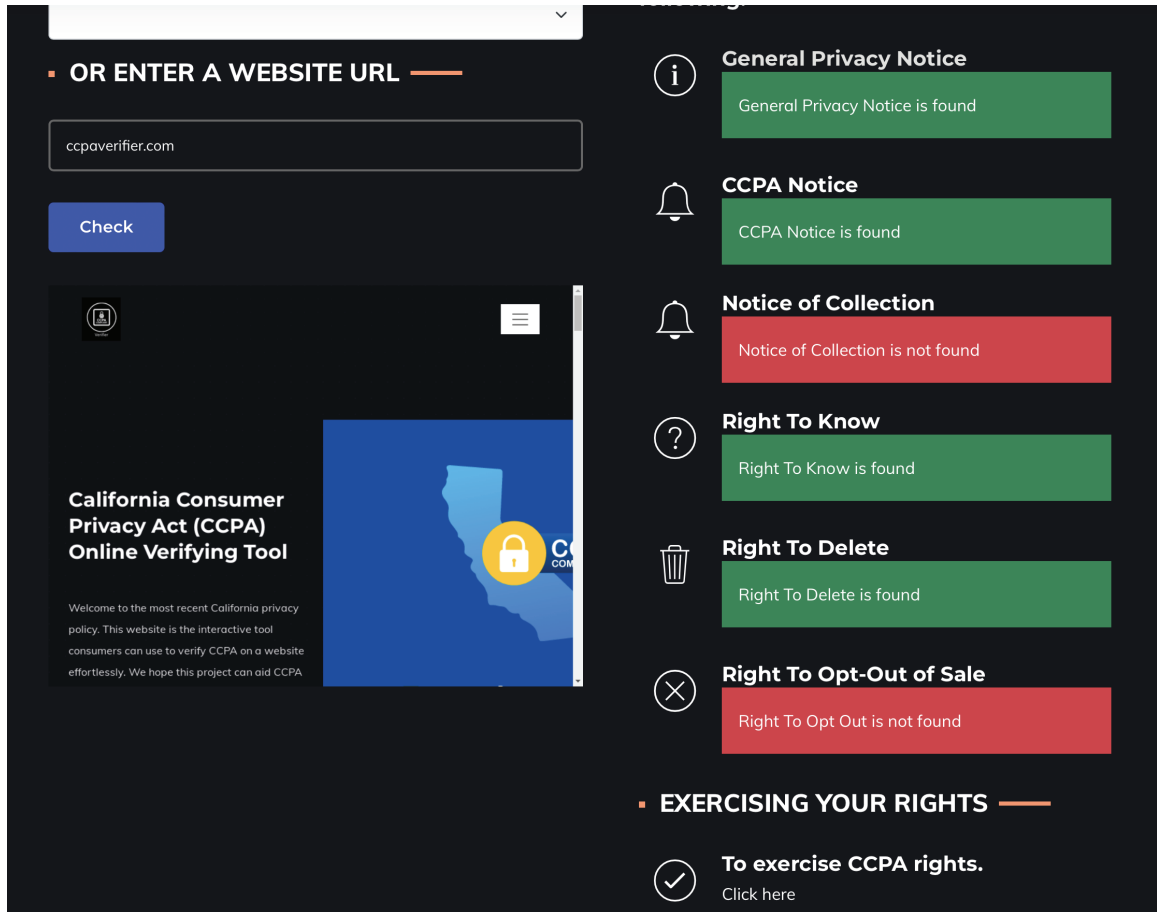 OR ENTER A WEBSITE URL
ccpaverifier.com
Check
California Consumer
Privacy Act (CCPA)
Online Verifying Tool
Welcome to the most recent California privacy
policy. This website is the interactive tool
consumers can use to verify CCPA on a website
effortlessly. We hope this project can aid CCPA
General Privacy Notice
General Privacy Notice is found
CCPA Notice
CCPA Notice is found
Notice of Collection
Notice of Collection is not found
Right To Know
Right To Know is found
Right To Delete
Right To Delete is found
Right To Opt-Out of Sale
Right To Opt Out is not found
EXERCISING YOUR RIGHTS
To exercise CCPA rights.
Click here